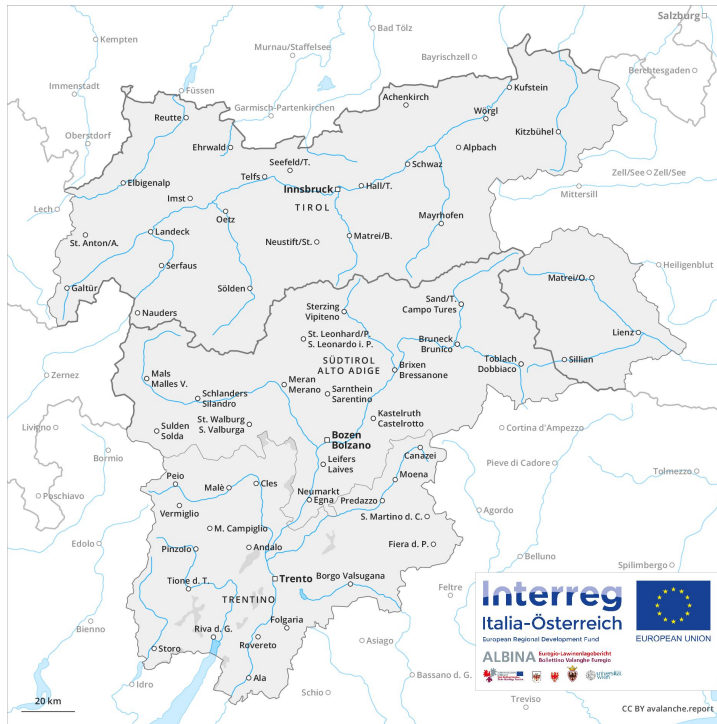 Salzburg
Bad Tölz
Kempten
Murnau/Staffelsee
Bayrischzell
Berchtesgaden
Immenstadt
Füssen
Kufstein
Achenkirch
Garmisch-Partenkirchen
Reutte
Wörgl
Oberstdorf
Kitzbühel
Ehrwald
Alpbach
Seefeld/T.
Schwaz
Telfs
Zell/See
Zell/See
Elbigenalp
Innsbruck
Hall/T.
Mittersill
Imst
TIROL
Lech
Oetz
Mayrhofen
Landeck
St. Anton/A.
Neustift/St.
Matrei/B.
Serfaus
Heiligenblut
Matrei/O.
Galtür
Sölden
Sand/T.
Campo Tures
Nauders
Sterzing
Vipiteno
Lienz
St. Leonhard/P.
S. Leonardo i. P.
Bruneck
Brunico
SÜDTIROL
ALTO ADIGE
Toblach
Dobbiaco
Sillian
Brixen
Bressanone
Zernez
Mals
Malles V.
Meran
Merano
Schlanders
Silandro
Sarnthein
Sarentino
St. Walburg
S. Valburga
Kastelruth
Castelrotto
Livigno
Sulden
Solda
Cortina d'Ampezzo
Bozen
Bolzano
Bormio
Canazei
Leifers
Laives
Pieve di Cadore
Tolmezzo
Peio
Moena
Malè
Cles
Neumarkt
Egna
Predazzo
Poschiavo
Vermiglio
Agordo
S. Martino d. C.
M. Campiglio
Edolo
Pinzolo
Andalo
Fiera d. P.
Belluno
Spilimbergo
Tione d. T.
Trento
Borgo Valsugana
Feltre
TRENTINO
Folgaria
Bienno
Riva d. G.
Rovereto
Asiago
Storo
Ala
Bassano d. G.
Idro
Schio
Treviso
20 km
Interreg
Italia-Österreich
European Regional Development Fund
EUROPEAN UNION
ALBINA
Euregio-Lawinenlagebericht
Bollettino Valanghe Euregio
CC BY avalanche.report